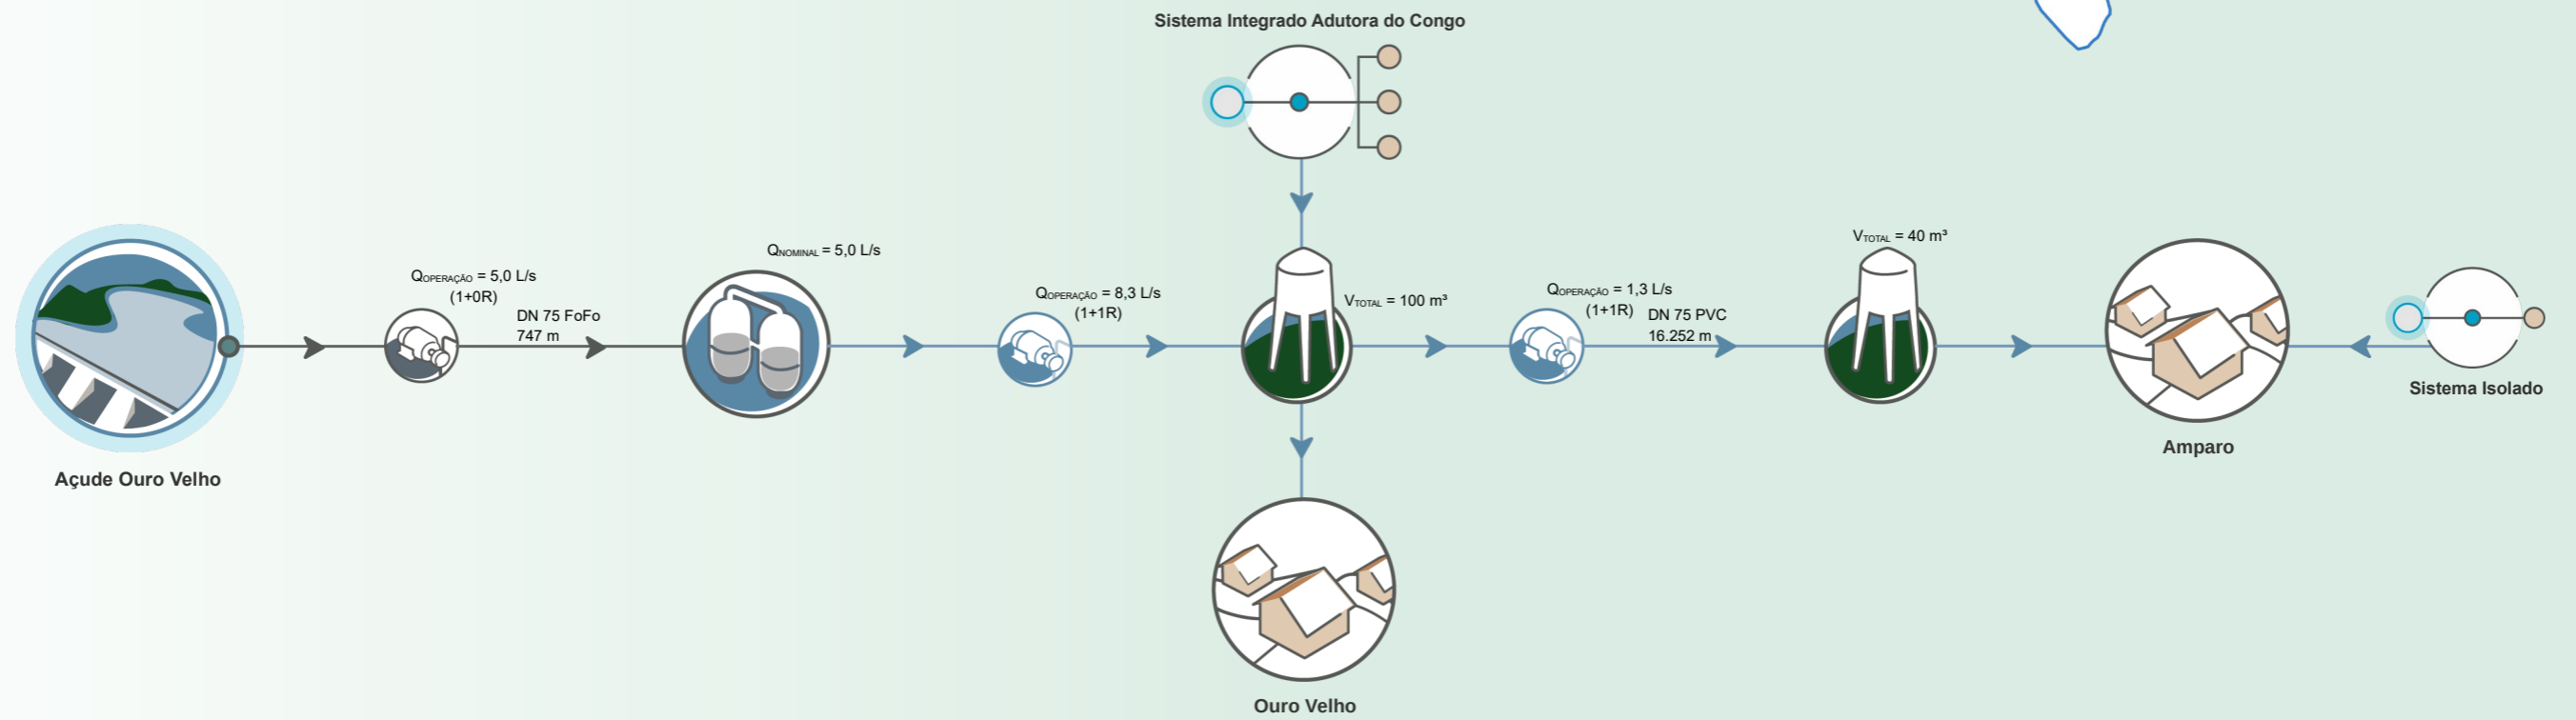 Sistema Integrado Adutora do Congo
QNOMINAL = 5,0 L/s
VTOTAL = 40 m³
QOPERAÇÃO = 5,0 L/s
(1+0R)
DN 75 FoFo
747 m
QOPERAÇÃO = 8,3 L/s
(1+1R)
VTOTAL = 100 m³
QOPERAÇÃO = 1,3 L/s
(1+1R)
DN 75 PVC
16.252 m
Sistema Isolado
Amparo
Açude Ouro Velho
Ouro Velho